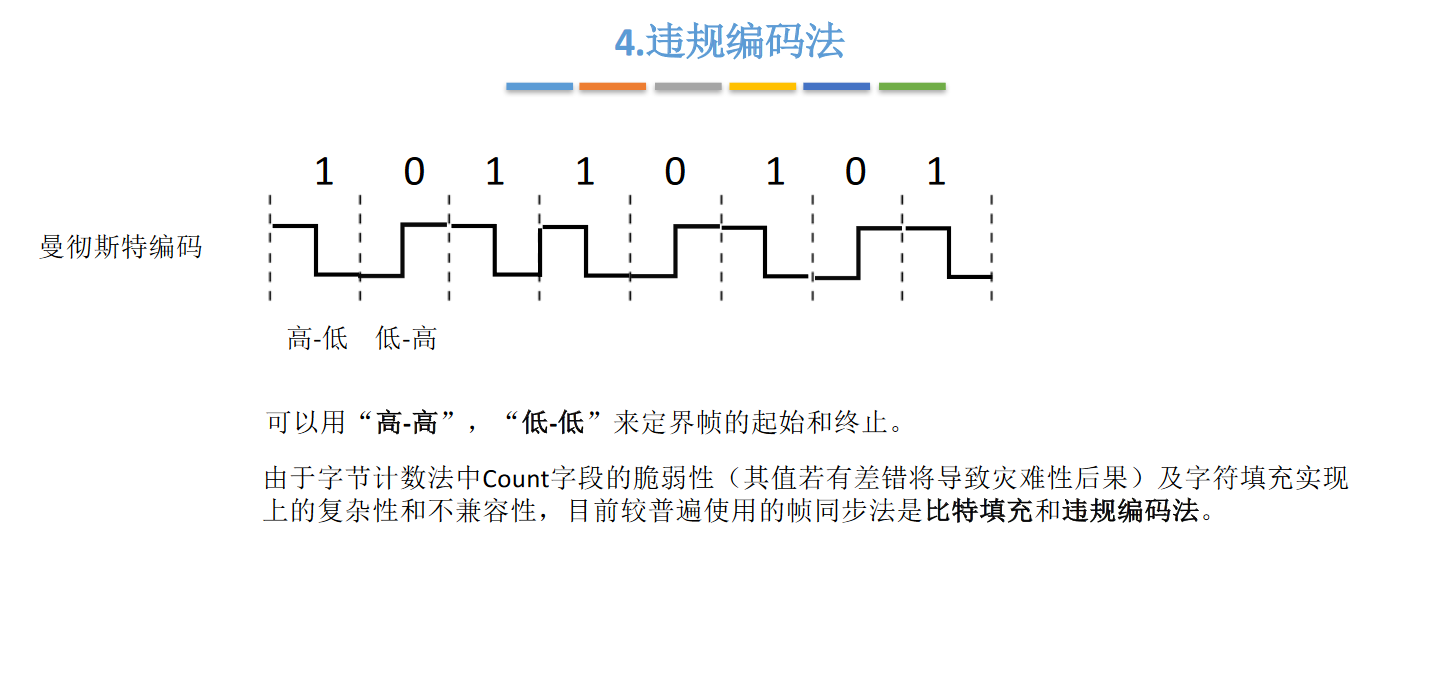 4.违规编码法
1 0 1 1 0 1 0 1
曼彻斯特编码
高-低 低-高
可以用“高-高”，“低-低”来定界帧的起始和终止。
由于字节计数法中Count字段的脆弱性（其值若有差错将导致灾难性后果）及字符填充实现
上的复杂性和不兼容性，目前较普遍使用的帧同步法是比特填充和违规编码法。